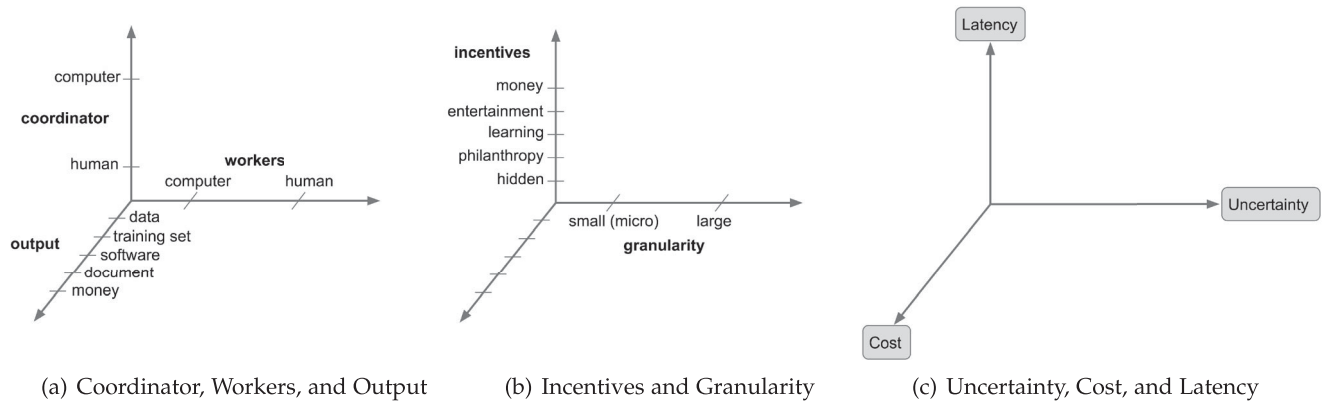 computer
coordinator
human
workers
computer human
data
training set
output
software
document
money
(a) Coordinator, Workers, and Output
incentives
money
entertainment
learning
philanthropy
hidden
small (micro) large
granularity
(b) Incentives and Granularity
Latency
Uncertainty
Cost
(c) Uncertainty, Cost, and Latency